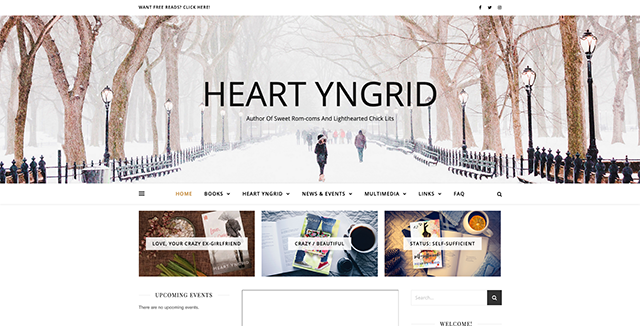 WANT FREE READS? CLICK HERE!
HEART YNGRID
Author Of Sweet Rom-coms And Lighthearted Chick Lits
HOME BOOKS HEART YNGRID NEWS & EVENTS MULTIMEDIA LINKS FAQ
LOVE, YOUR CRAZY EX-GIRLFRIEND CRAZY / BEAUTIFUL STATUS: SELF-SUFFICIENT
HEART YNGRID
UPCOMING EVENTS
Search...
There are no upcoming events.
WELCOME!